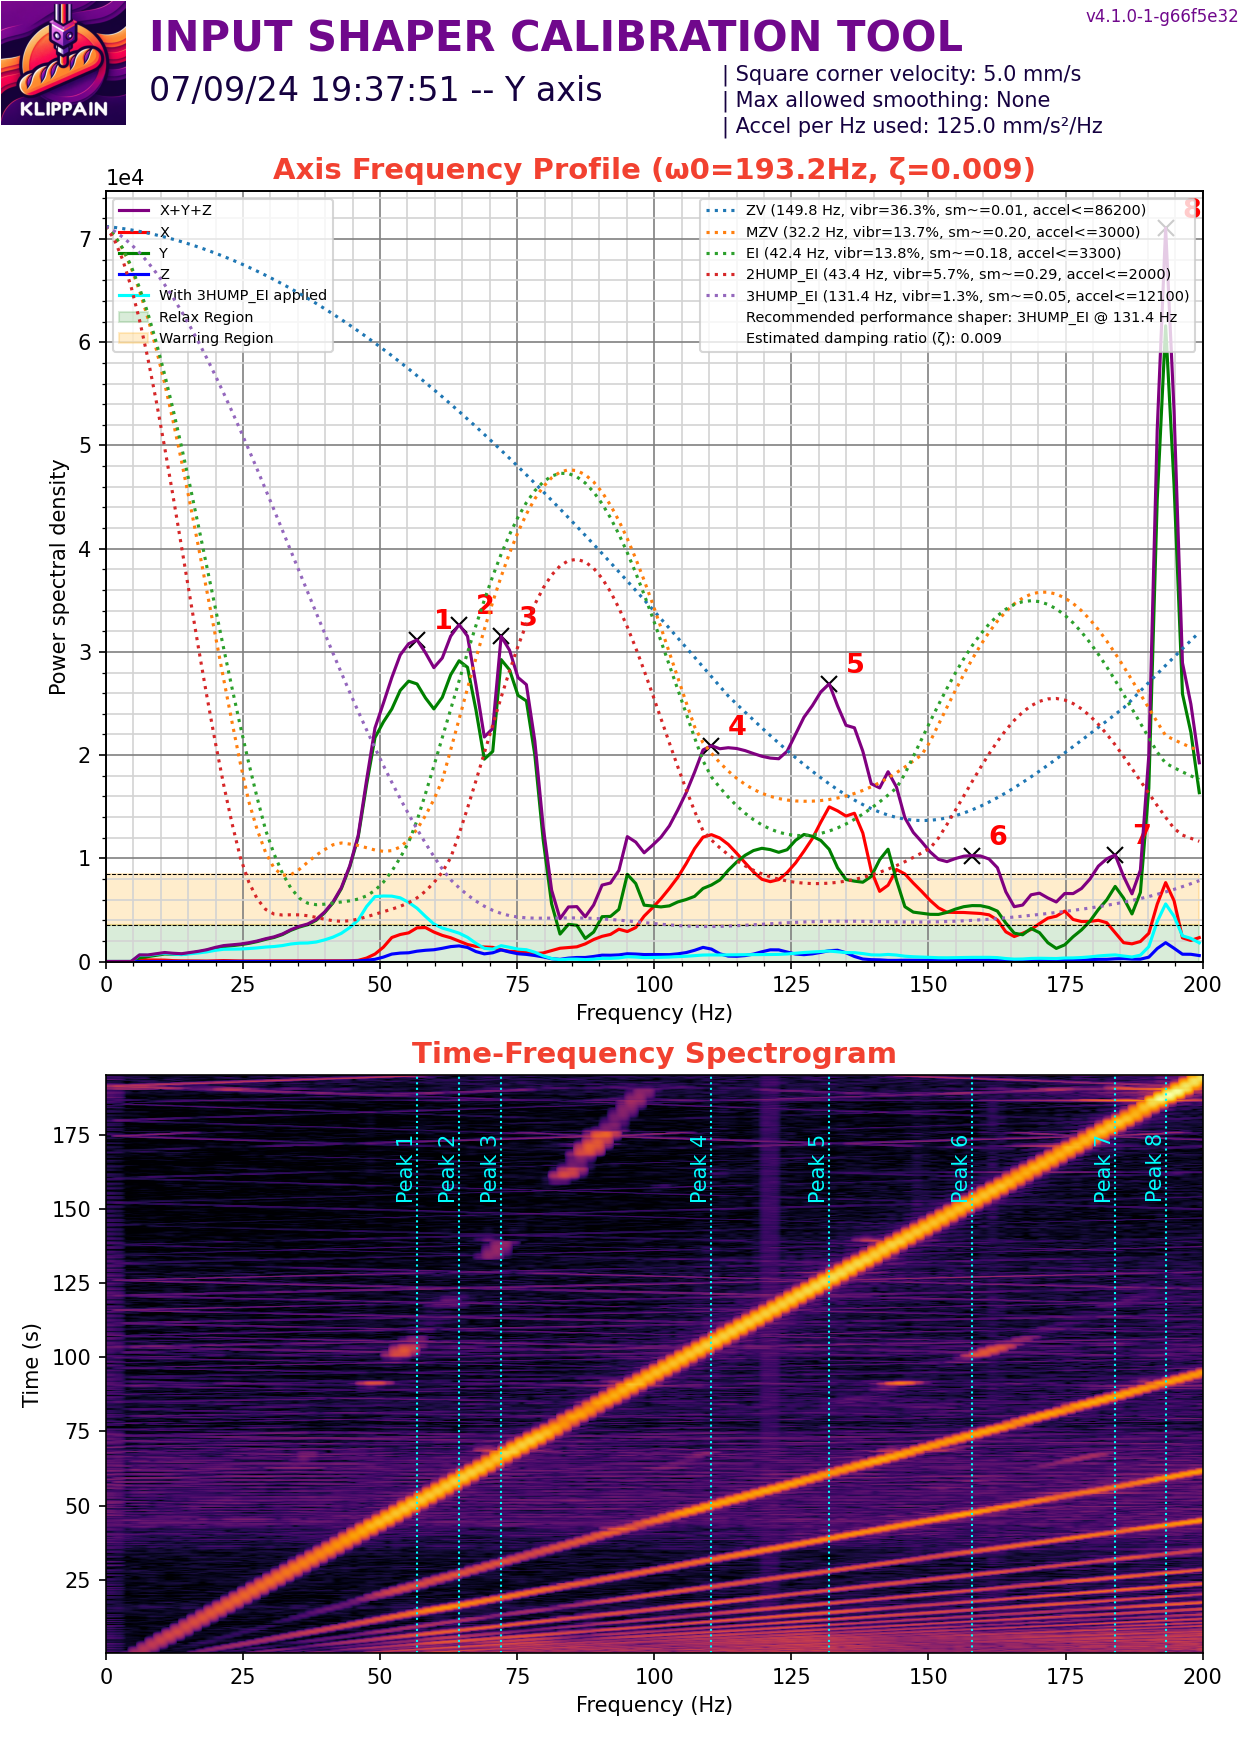 v4.1.0-1-g66f5e32
INPUT SHAPER CALIBRATION TOOL
07/09/24 19:37:51 -- Y axis
| Square corner velocity: 5.0 mm/s
| Max allowed smoothing: None
| Accel per Hz used: 125.0 mm/s²/Hz
KLIPPAIN
Axis Frequency Profile (ω0=193.2Hz, ζ=0.009)
1e4
X+Y+Z
X
Y
Z
With 3HUMP_EI applied
Relax Region
Warning Region
ZV (149.8 Hz, vibr=36.3%, sm~=0.01, accel<=86200)
MZV (32.2 Hz, vibr=13.7%, sm~=0.20, accel<=3000)
EI (42.4 Hz, vibr=13.8%, sm~=0.18, accel<=3300)
2HUMP_EI (43.4 Hz, vibr=5.7%, sm~=0.29, accel<=2000)
3HUMP_EI (131.4 Hz, vibr=1.3%, sm~=0.05, accel<=12100)
Recommended performance shaper: 3HUMP_EI @ 131.4 Hz
Estimated damping ratio (ζ): 0.009
8
7
6
5
4
3
2
1
0
Power spectral density
1
2
3
4
5
6
7
0 25 50 75 100 125 150 175 200
Frequency (Hz)
Time-Frequency Spectrogram
175
150
125
100
75
50
25
Time (s)
Peak 1
Peak 2
Peak 3
Peak 4
Peak 5
Peak 6
Peak 7
Peak 8
0 25 50 75 100 125 150 175 200
Frequency (Hz)